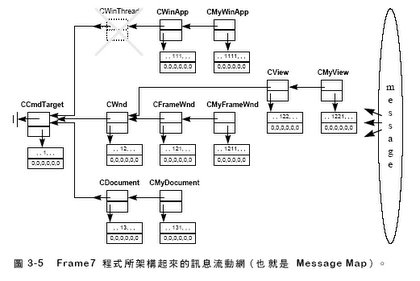 CWinThread CWinApp CMyWinApp
..111... ..1111..
0,0,0,0,0,0 0,0,0,0,0,0
CView CMyView
CCmdTarget CWnd CFrameWnd CMyFrameWnd
..122... ..1221...
0,0,0,0,0,0 0,0,0,0,0,0
message
..1... ..12... ..121... ..1211...
0,0,0,0,0,0 0,0,0,0,0,0 0,0,0,0,0,0 0,0,0,0,0,0
CDocument CMyDocument
..13... ..131...
0,0,0,0,0,0 0,0,0,0,0,0
圖 3-5 Frame7 程式所架構起來的訊息流動網（也就是 Message Map）。